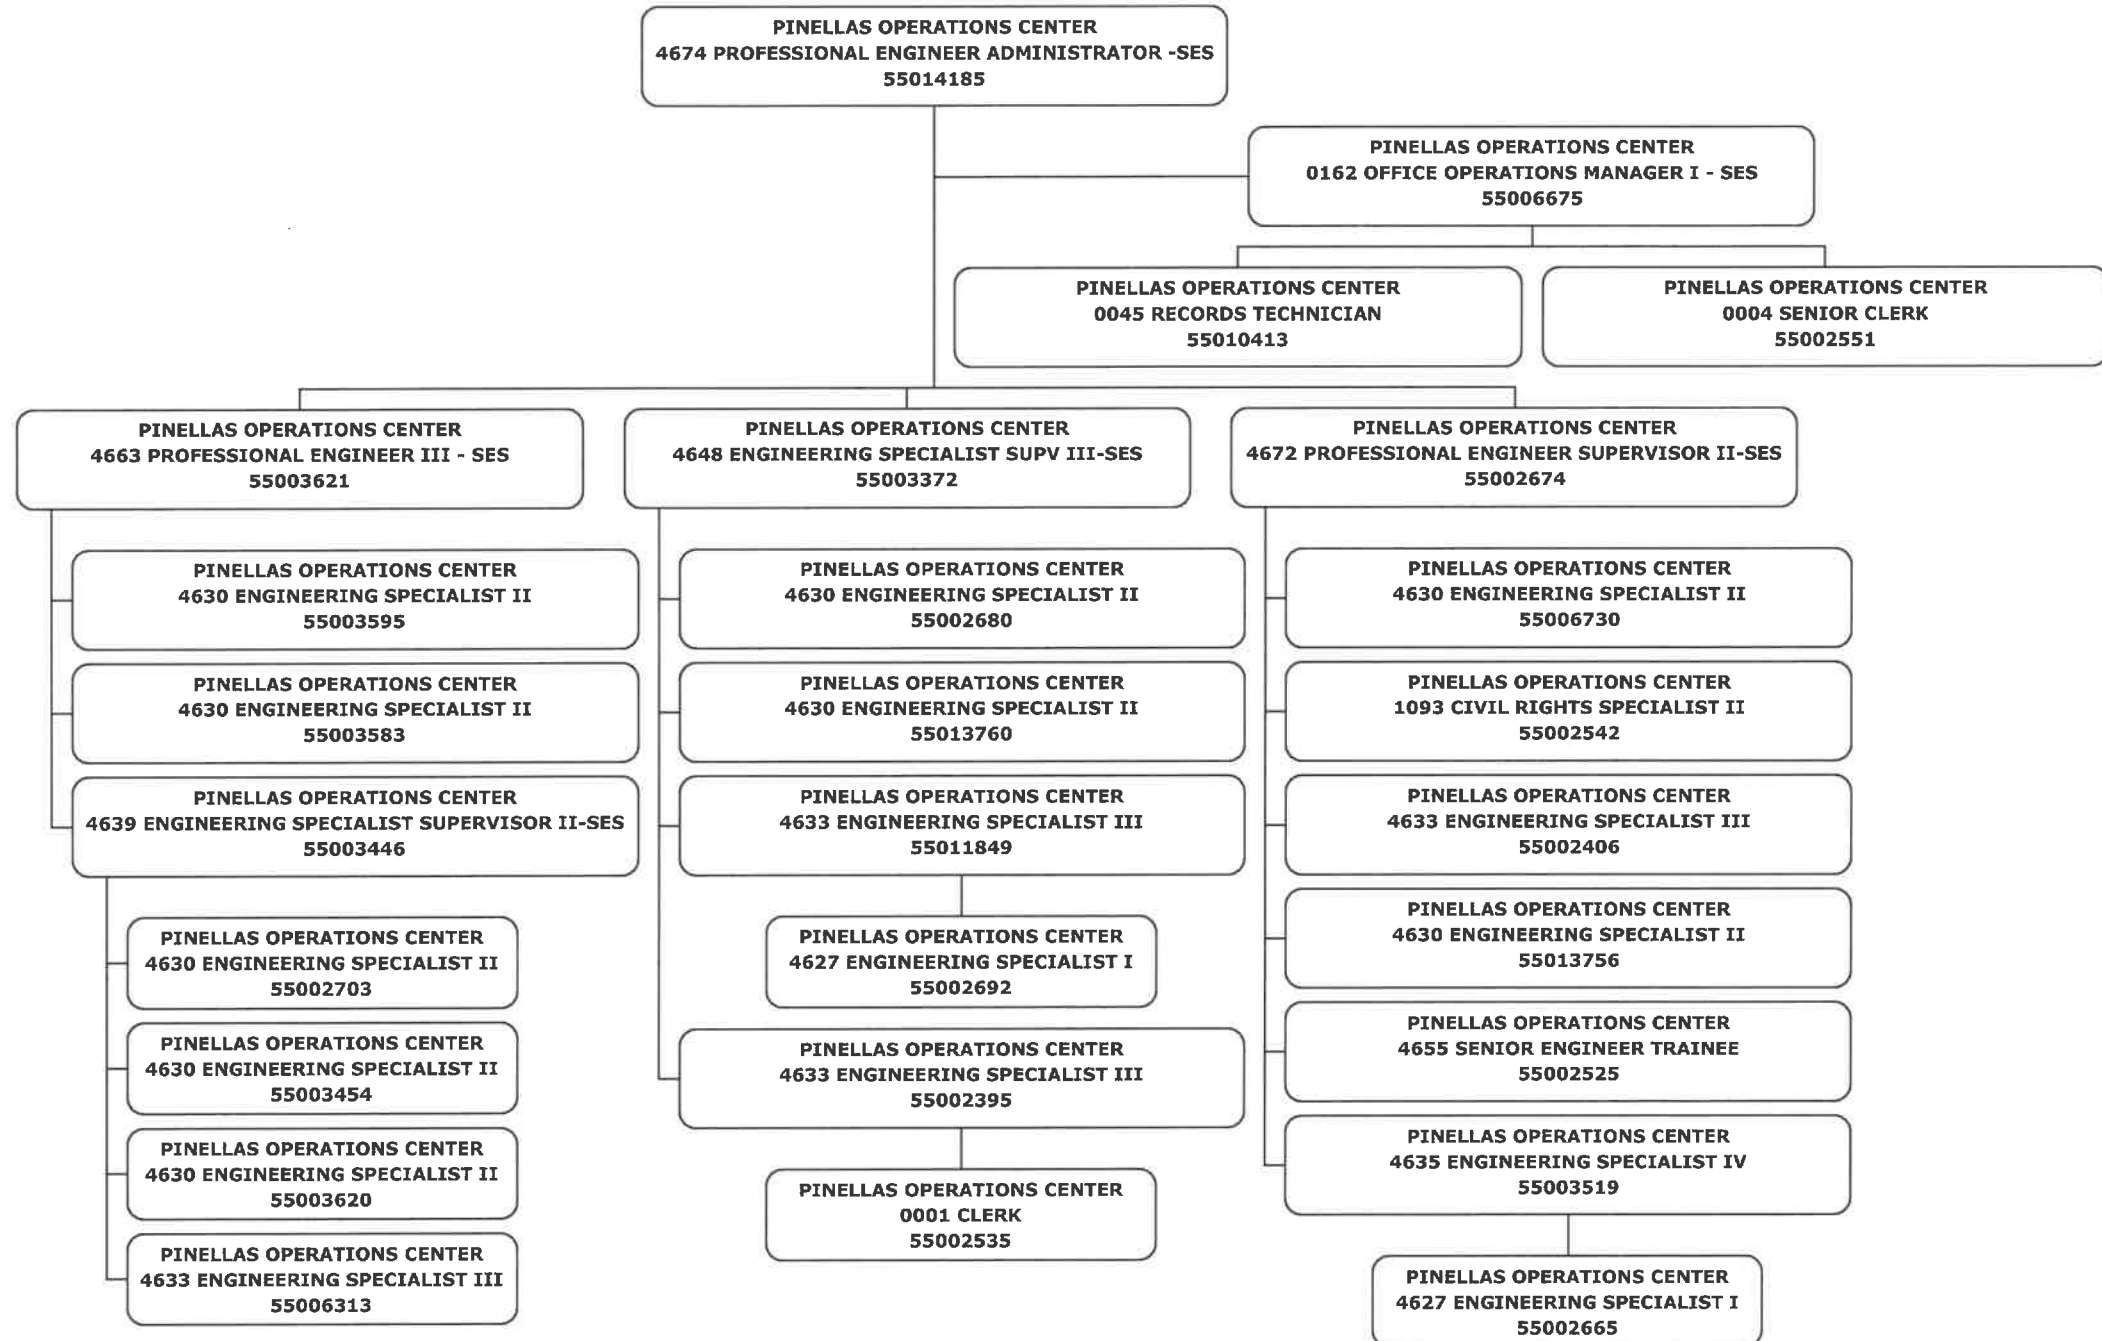 PINELLAS OPERATIONS CENTER
4674 PROFESSIONAL ENGINEER ADMINISTRATOR -SES
55014185
PINELLAS OPERATIONS CENTER
0162 OFFICE OPERATIONS MANAGER I - SES
55006675
PINELLAS OPERATIONS CENTER
0045 RECORDS TECHNICIAN
55010413
PINELLAS OPERATIONS CENTER
0004 SENIOR CLERK
55002551
PINELLAS OPERATIONS CENTER
4663 PROFESSIONAL ENGINEER III - SES
55003621
PINELLAS OPERATIONS CENTER
4630 ENGINEERING SPECIALIST II
55003595
PINELLAS OPERATIONS CENTER
4630 ENGINEERING SPECIALIST II
55003583
PINELLAS OPERATIONS CENTER
4639 ENGINEERING SPECIALIST SUPERVISOR II-SES
55003446
PINELLAS OPERATIONS CENTER
4630 ENGINEERING SPECIALIST II
55002703
PINELLAS OPERATIONS CENTER
4630 ENGINEERING SPECIALIST II
55003454
PINELLAS OPERATIONS CENTER
4630 ENGINEERING SPECIALIST II
55003620
PINELLAS OPERATIONS CENTER
4633 ENGINEERING SPECIALIST III
55006313
PINELLAS OPERATIONS CENTER
4648 ENGINEERING SPECIALIST SUPV III-SES
55003372
PINELLAS OPERATIONS CENTER
4630 ENGINEERING SPECIALIST II
55002680
PINELLAS OPERATIONS CENTER
4630 ENGINEERING SPECIALIST II
55013760
PINELLAS OPERATIONS CENTER
4633 ENGINEERING SPECIALIST III
55011849
PINELLAS OPERATIONS CENTER
4627 ENGINEERING SPECIALIST I
55002692
PINELLAS OPERATIONS CENTER
4633 ENGINEERING SPECIALIST III
55002395
PINELLAS OPERATIONS CENTER
0001 CLERK
55002535
PINELLAS OPERATIONS CENTER
4672 PROFESSIONAL ENGINEER SUPERVISOR II-SES
55002674
PINELLAS OPERATIONS CENTER
4630 ENGINEERING SPECIALIST II
55006730
PINELLAS OPERATIONS CENTER
1093 CIVIL RIGHTS SPECIALIST II
55002542
PINELLAS OPERATIONS CENTER
4633 ENGINEERING SPECIALIST III
55002406
PINELLAS OPERATIONS CENTER
4630 ENGINEERING SPECIALIST II
55013756
PINELLAS OPERATIONS CENTER
4655 SENIOR ENGINEER TRAINEE
55002525
PINELLAS OPERATIONS CENTER
4635 ENGINEERING SPECIALIST IV
55003519
PINELLAS OPERATIONS CENTER
4627 ENGINEERING SPECIALIST I
55002665